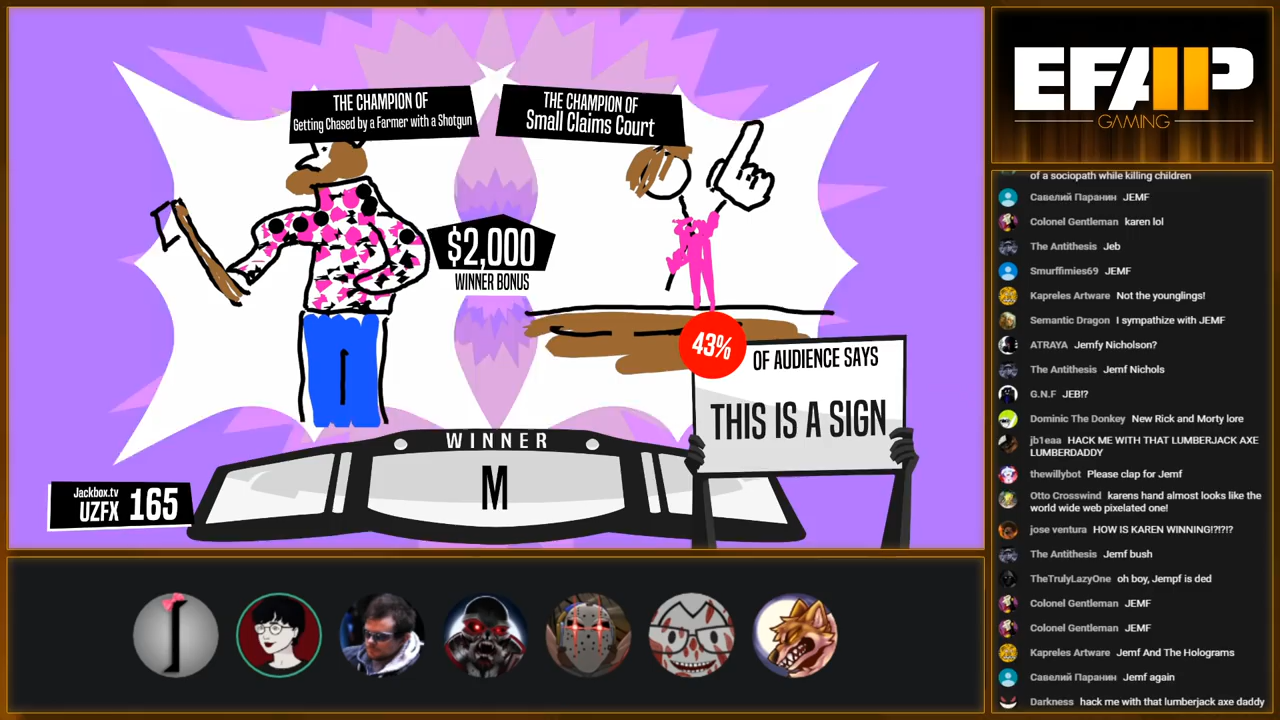 THE CHAMPION OF
Getting Chased by a Farmer with a Shotgun
THE CHAMPION OF
Small Claims Court
$2,000
WINNER BONUS
43%
OF AUDIENCE SAYS
THIS IS A SIGN
WINNER
M
Jackbox.tv
UZFX 165
EFAP
GAMING
of a sociopath while killing children
Савелий Паранин JEMF
Colonel Gentleman karen lol
The Antithesis Jeb
Smurffimies69 JEMF
Kapreles Artware Not the younglings!
Semantic Dragon I sympathize with JEMF
ATRAYA Jemfy Nicholson?
The Antithesis Jemf Nichols
G.N.F JEB!?
Dominic The Donkey New Rick and Morty lore
jb1eaa HACK ME WITH THAT LUMBERJACK AXE
LUMBERDADDY
thewillybot Please clap for Jemf
Otto Crosswind karens hand almost looks like the
world wide web pixelated one!
jose ventura HOW IS KAREN WINNING!?!?!?
The Antithesis Jemf bush
TheTrulyLazyOne oh boy, Jempf is ded
Colonel Gentleman JEMF
Colonel Gentleman JEMF
Kapreles Artware Jemf And The Holograms
Савелий Паранин Jemf again
Darkness hack me with that lumberjack axe daddy